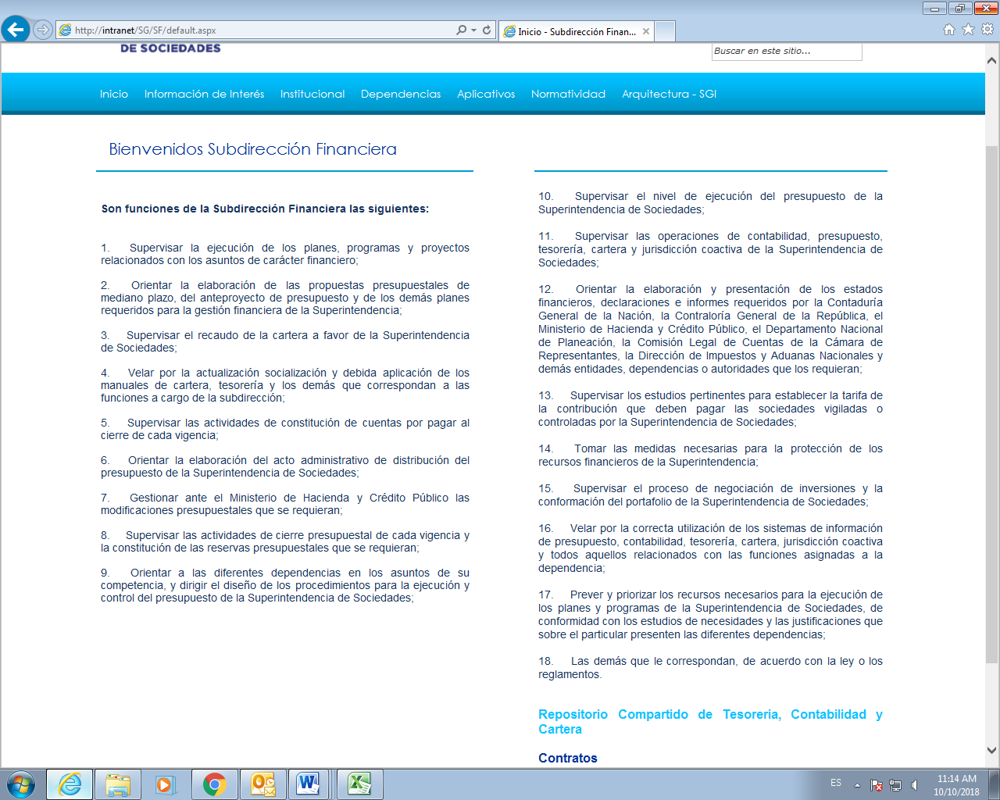 http://intranet/SG/SF/default.aspx
Inicio - Subdirección Finan...
DE SOCIEDADES
Buscar en este sitio...
Inicio Información de Interés Institucional Dependencias Aplicativos Normatividad Arquitectura - SGI
Bienvenidos Subdirección Financiera
Son funciones de la Subdirección Financiera las siguientes:
1. Supervisar la ejecución de los planes, programas y proyectos
relacionados con los asuntos de carácter financiero;
2. Orientar la elaboración de las propuestas presupuestales de
mediano plazo, del anteproyecto de presupuesto y de los demás planes
requeridos para la gestión financiera de la Superintendencia;
3. Supervisar el recaudo de la cartera a favor de la Superintendencia
de Sociedades;
4. Velar por la actualización socialización y debida aplicación de los
manuales de cartera, tesorería y los demás que correspondan a las
funciones a cargo de la subdirección;
5. Supervisar las actividades de constitución de cuentas por pagar al
cierre de cada vigencia;
6. Orientar la elaboración del acto administrativo de distribución del
presupuesto de la Superintendencia de Sociedades;
7. Gestionar ante el Ministerio de Hacienda y Crédito Público las
modificaciones presupuestales que se requieran;
8. Supervisar las actividades de cierre presupuestal de cada vigencia y
la constitución de las reservas presupuestales que se requieran;
9. Orientar a las diferentes dependencias en los asuntos de su
competencia, y dirigir el diseño de los procedimientos para la ejecución y
control del presupuesto de la Superintendencia de Sociedades;
10. Supervisar el nivel de ejecución del presupuesto de la
Superintendencia de Sociedades;
11. Supervisar las operaciones de contabilidad, presupuesto,
tesorería, cartera y jurisdicción coactiva de la Superintendencia de
Sociedades;
12. Orientar la elaboración y presentación de los estados
financieros, declaraciones e informes requeridos por la Contaduría
General de la Nación, la Contraloría General de la República, el
Ministerio de Hacienda y Crédito Público, el Departamento Nacional
de Planeación, la Comisión Legal de Cuentas de la Cámara de
Representantes, la Dirección de Impuestos y Aduanas Nacionales y
demás entidades, dependencias o autoridades que los requieran;
13. Supervisar los estudios pertinentes para establecer la tarifa de
la contribución que deben pagar las sociedades vigiladas o
controladas por la Superintendencia de Sociedades;
14. Tomar las medidas necesarias para la protección de los
recursos financieros de la Superintendencia;
15. Supervisar el proceso de negociación de inversiones y la
conformación del portafolio de la Superintendencia de Sociedades;
16. Velar por la correcta utilización de los sistemas de información
de presupuesto, contabilidad, tesorería, cartera, jurisdicción coactiva
y todos aquellos relacionados con las funciones asignadas a la
dependencia;
17. Prever y priorizar los recursos necesarios para la ejecución de
los planes y programas de la Superintendencia de Sociedades, de
conformidad con los estudios de necesidades y las justificaciones que
sobre el particular presenten las diferentes dependencias;
18. Las demás que le correspondan, de acuerdo con la ley o los
reglamentos.
Repositorio Compartido de Tesoreria, Contabilidad y
Cartera
Contratos
ES
11:14 AM
10/10/2018